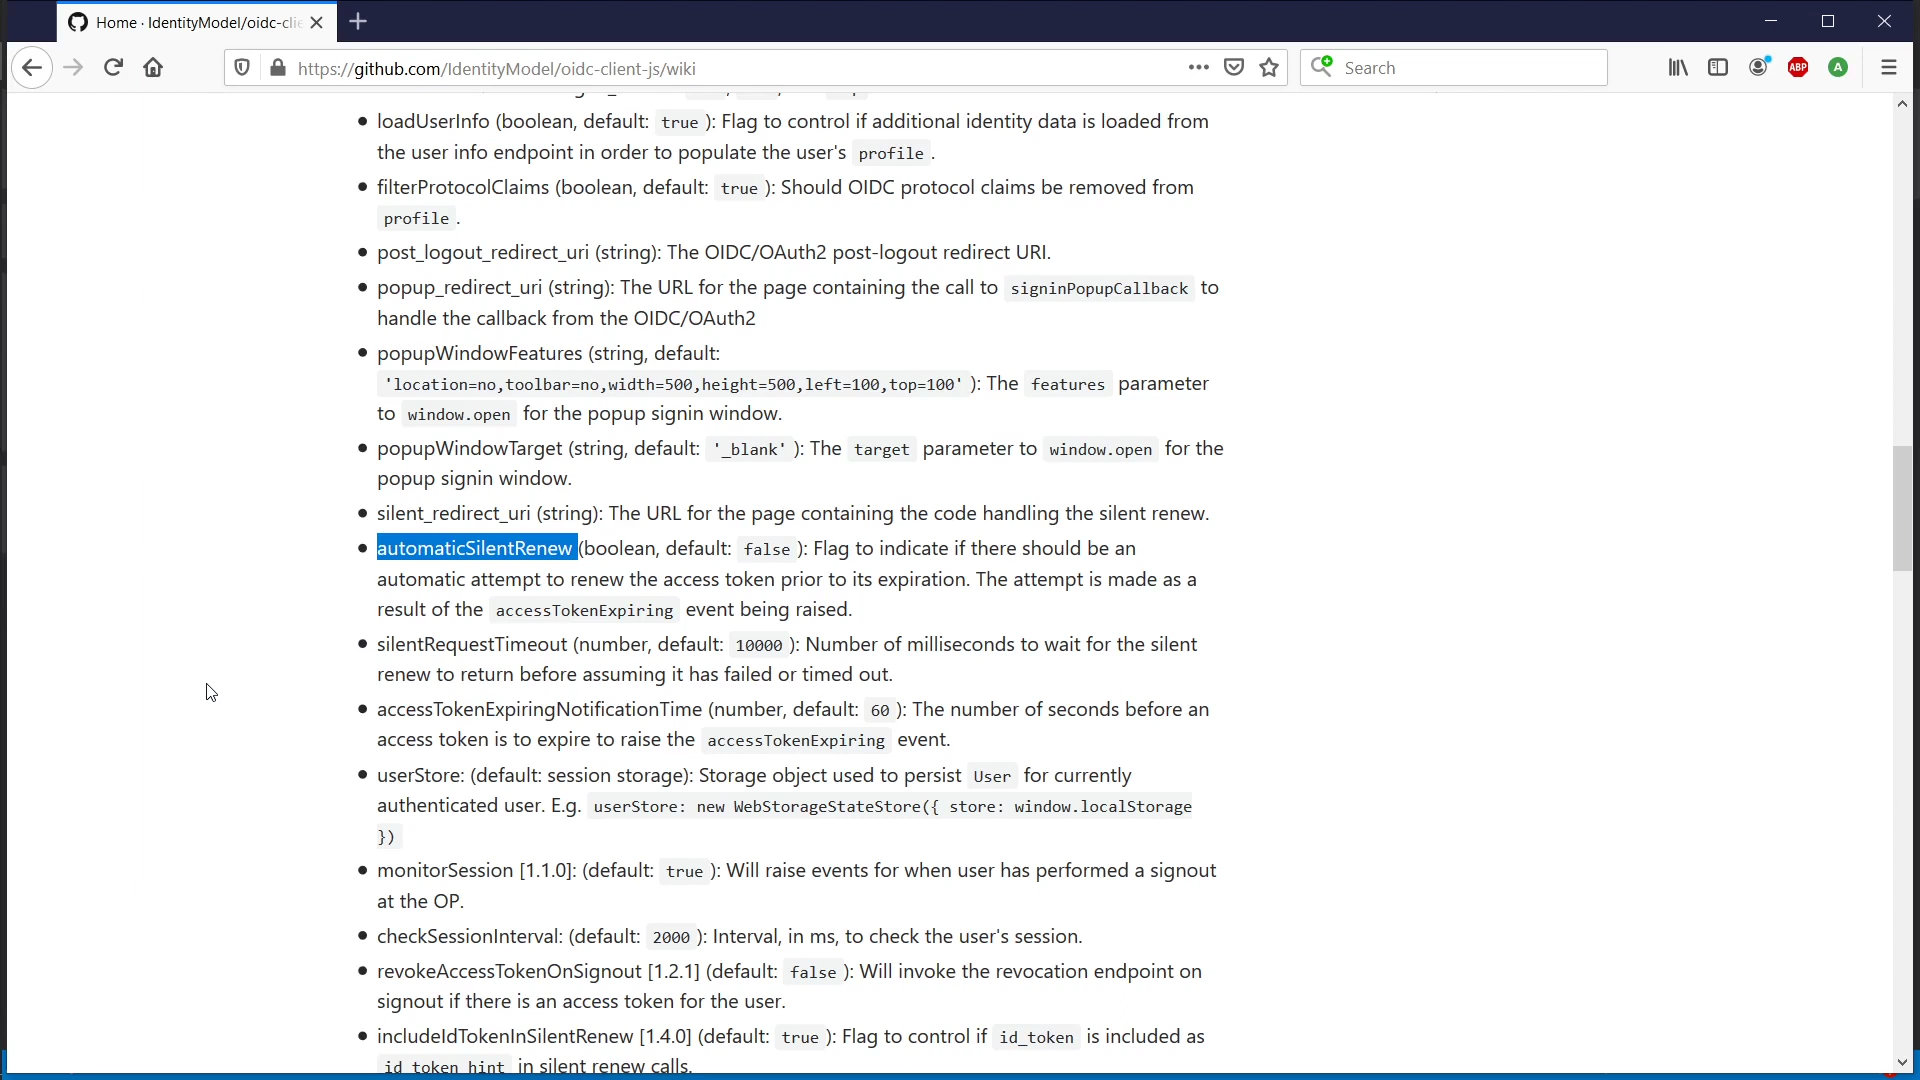 Home · IdentityModel/oidc-clie
https://github.com/IdentityModel/oidc-client-js/wiki
Search
ABP
A
loadUserInfo (boolean, default: true ): Flag to control if additional identity data is loaded from
the user info endpoint in order to populate the user's profile .
filterProtocolClaims (boolean, default: true ): Should OIDC protocol claims be removed from
profile .
post_logout_redirect_uri (string): The OIDC/OAuth2 post-logout redirect URI.
popup_redirect_uri (string): The URL for the page containing the call to signinPopupCallback to
handle the callback from the OIDC/OAuth2
popupWindowFeatures (string, default:
'location=no,toolbar=no,width=500,height=500,left=100,top=100' ): The features parameter
to window.open for the popup signin window.
popupWindowTarget (string, default: '_blank' ): The target parameter to window.open for the
popup signin window.
silent_redirect_uri (string): The URL for the page containing the code handling the silent renew.
automaticSilentRenew (boolean, default: false ): Flag to indicate if there should be an
automatic attempt to renew the access token prior to its expiration. The attempt is made as a
result of the accessTokenExpiring event being raised.
silentRequestTimeout (number, default: 10000 ): Number of milliseconds to wait for the silent
renew to return before assuming it has failed or timed out.
accessTokenExpiringNotificationTime (number, default: 60 ): The number of seconds before an
access token is to expire to raise the accessTokenExpiring event.
userStore: (default: session storage): Storage object used to persist User for currently
authenticated user. E.g. userStore: new WebStorageStateStore({ store: window.localStorage
})
monitorSession [1.1.0]: (default: true ): Will raise events for when user has performed a signout
at the OP.
checkSessionInterval: (default: 2000 ): Interval, in ms, to check the user's session.
revokeAccessTokenOnSignout [1.2.1] (default: false ): Will invoke the revocation endpoint on
signout if there is an access token for the user.
includeIdTokenInSilentRenew [1.4.0] (default: true ): Flag to control if id_token is included as
id_token_hint in silent renew calls.